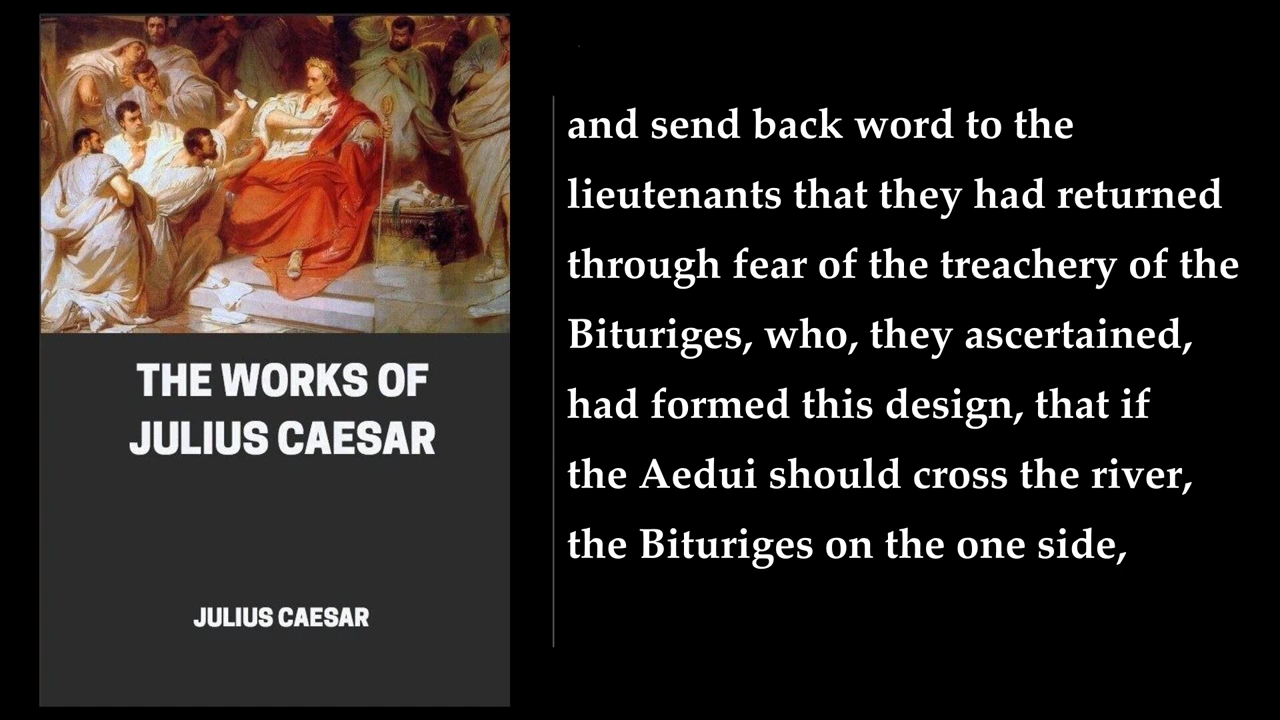 THE WORKS OF
JULIUS CAESAR
JULIUS CAESAR
and send back word to the
lieutenants that they had returned
through fear of the treachery of the
Bituriges, who, they ascertained,
had formed this design, that if
the Aedui should cross the river,
the Bituriges on the one side,